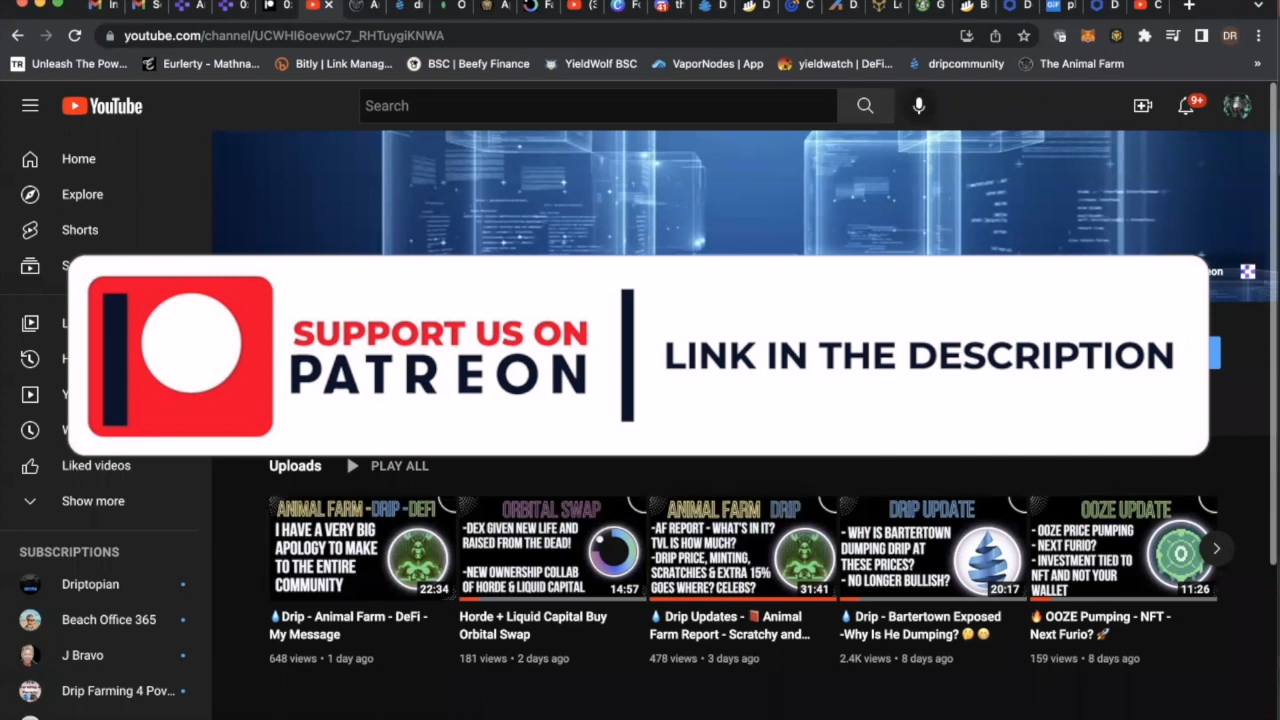 youtube.com/channel/UCWHl6oevwC7_RHTuygiKNWA
DR
TR Unleash The Pow... Eurlerty - Mathna... Bitly | Link Manag... BSC | Beefy Finance YieldWolf BSC VaporNodes | App yieldwatch | DeFi... dripcommunity The Animal Farm »
YouTube
Search
9+
Home
Explore
Shorts
SUPPORT US ON
PATREON
LINK IN THE DESCRIPTION
Liked videos
Show more
SUBSCRIPTIONS
Driptopian
Beach Office 365
J Bravo
Drip Farming 4 Pow...
Uploads PLAY ALL
ANIMAL FARM - DRIP - DEFI
I HAVE A VERY BIG
APOLOGY TO MAKE
TO THE ENTIRE
COMMUNITY
22:34
Drip - Animal Farm - DeFi -
My Message
648 views • 1 day ago
ORBITAL SWAP
-DEX GIVEN NEW LIFE AND
RAISED FROM THE DEAD!
-NEW OWNERSHIP COLLAB
OF HORDE & LIQUID CAPITAL
14:57
Horde + Liquid Capital Buy
Orbital Swap
181 views • 2 days ago
ANIMAL FARM DRIP
-AF REPORT - WHAT'S IN IT?
TVL IS HOW MUCH?
-DRIP PRICE, MINTING,
SCRATCHIES & EXTRA 15%
GOES WHERE? CELEBS?
31:41
Drip Updates - Animal
Farm Report - Scratchy and...
478 views • 3 days ago
DRIP UPDATE
- WHY IS BARTERTOWN
DUMPING DRIP AT
THESE PRICES?
- NO LONGER BULLISH?
20:17
Drip - Bartertown Exposed
-Why Is He Dumping?
2.4K views • 8 days ago
OOZE UPDATE
- OOZE PRICE PUMPING
- NEXT FURIO?
- INVESTMENT TIED TO
NFT AND NOT YOUR
WALLET
11:26
OOZE Pumping - NFT -
Next Furio?
159 views • 8 days ago